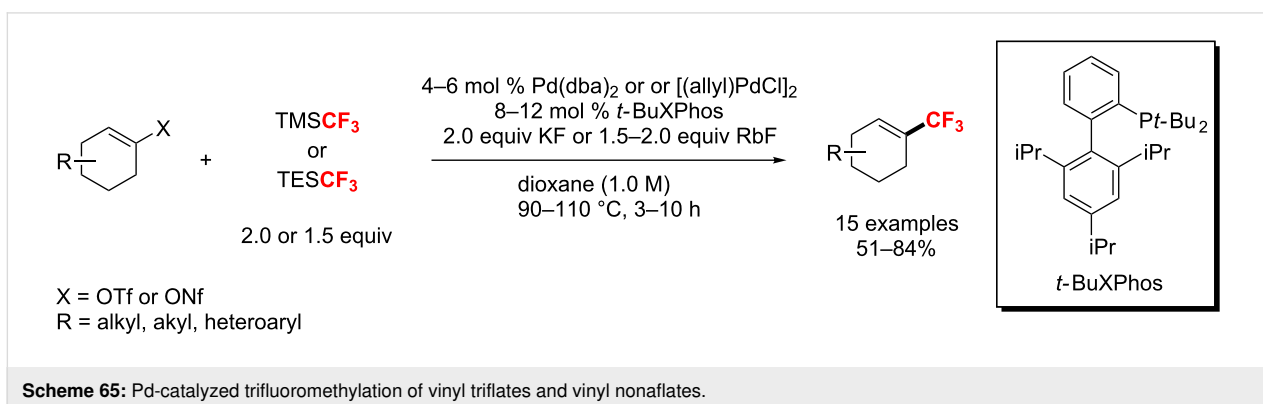 4–6 mol % Pd(dba)2 or or [(allyl)PdCl]2
8–12 mol % t-BuXPhos
2.0 equiv KF or 1.5–2.0 equiv RbF
dioxane (1.0 M)
90–110 °C, 3–10 h
X
R
+
TMSCF3
or
TESCF3
2.0 or 1.5 equiv
X = OTf or ONf
R = alkyl, akyl, heteroaryl
CF3
R
15 examples
51–84%
Pt-Bu2
iPr
iPr
iPr
t-BuXPhos
Scheme 65: Pd-catalyzed trifluoromethylation of vinyl triflates and vinyl nonaflates.